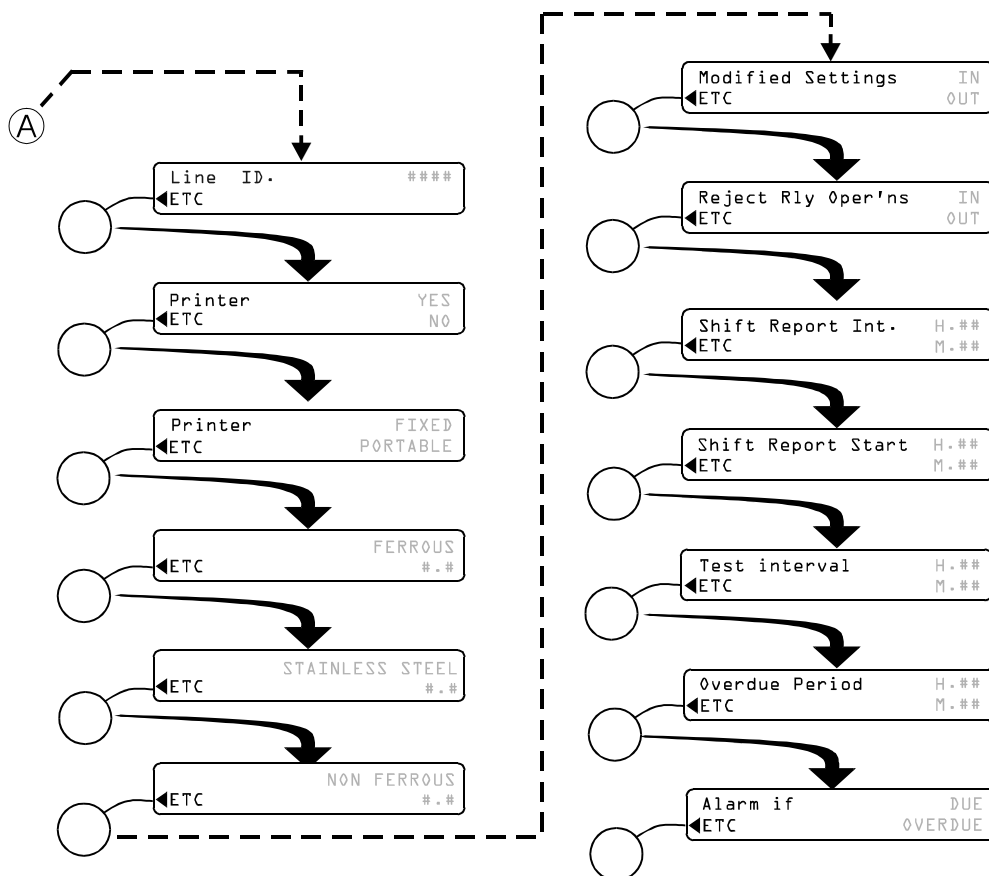 A
Line ID. ####
ETC
Printer YES
ETC NO
Printer FIXED
ETC PORTABLE
FERROUS
ETC #.#
STAINLESS STEEL
ETC #.#
NON FERROUS
ETC #.#
Modified Settings IN
ETC OUT
Reject Rly Oper'ns IN
ETC OUT
Shift Report Int. H.##
ETC M.##
Shift Report Start H.##
ETC M.##
Test interval H.##
ETC M.##
Overdue Period H.##
ETC M.##
Alarm if DUE
ETC OVERDUE